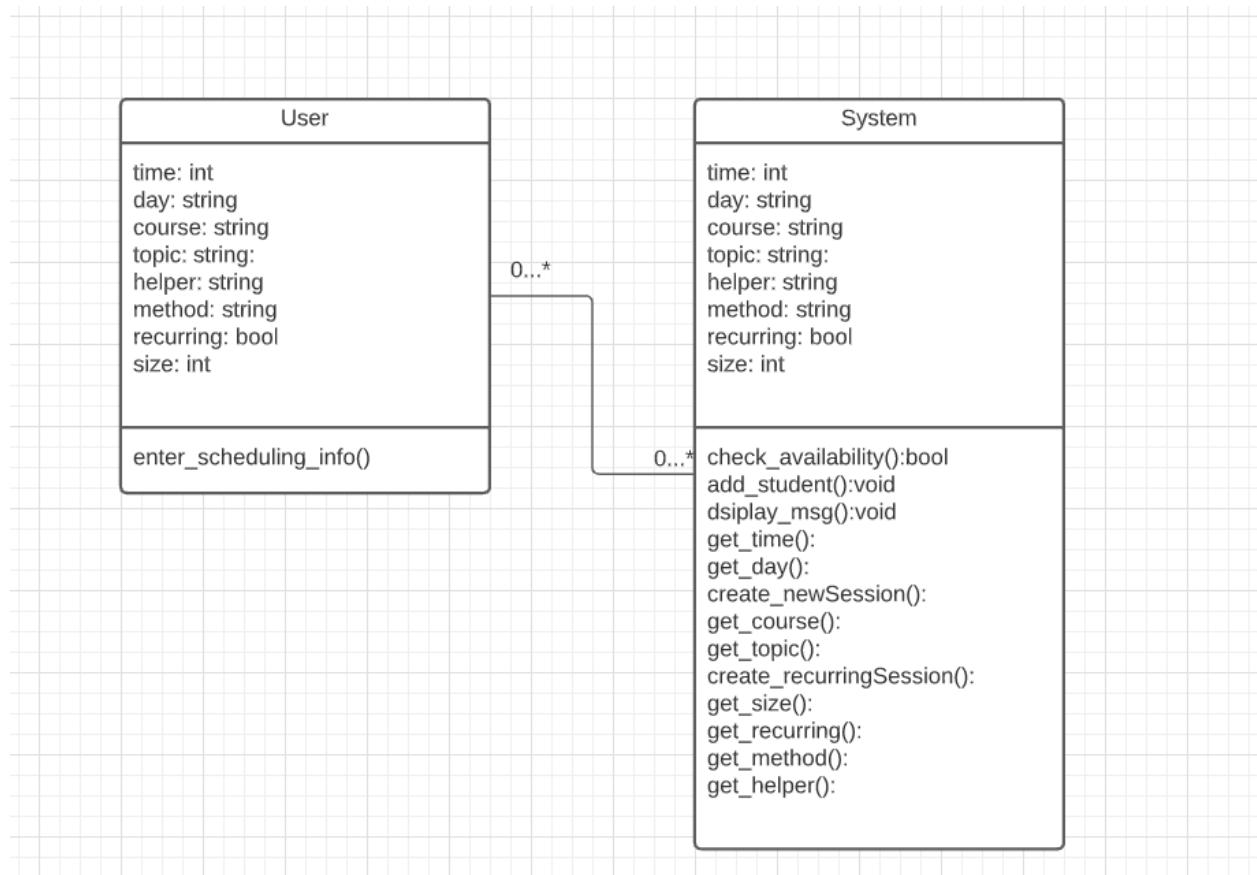 User
time: int
day: string
course: string
topic: string:
helper: string
method: string
recurring: bool
size: int
enter_scheduling_info()
0...*
0...*
System
time: int
day: string
course: string
topic: string:
helper: string
method: string
recurring: bool
size: int
check_availability():bool
add_student():void
dsiplay_msg():void
get_time():
get_day():
create_newSession():
get_course():
get_topic():
create_recurringSession():
get_size():
get_recurring():
get_method():
get_helper():